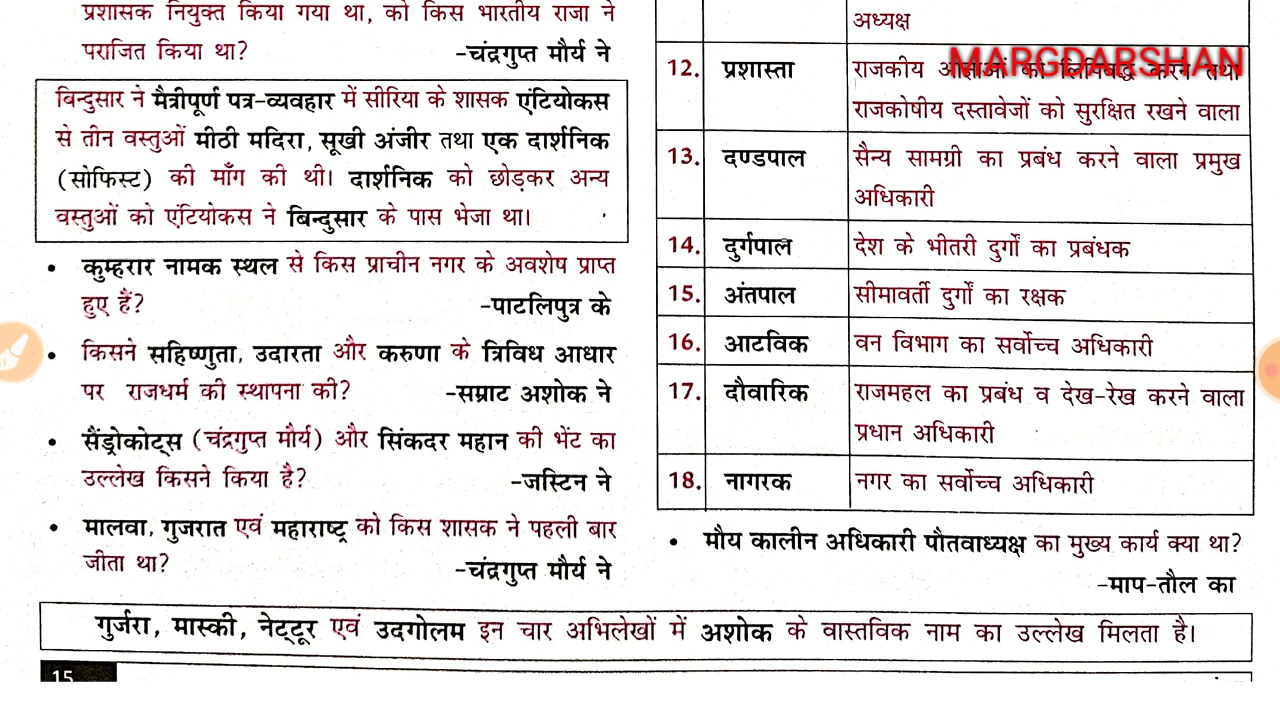 प्रशासक नियुक्त किया गया था, को किस भारतीय राजा ने
पराजित किया था? -चंद्रगुप्त मौर्य ने
बिन्दुसार ने मैत्रीपूर्ण पत्र-व्यवहार में सीरिया के शासक एंटियोकस
से तीन वस्तुओं मीठी मदिरा, सूखी अंजीर तथा एक दार्शनिक
(सोफिस्ट) की माँग की थी। दार्शनिक को छोड़कर अन्य
वस्तुओं को एंटियोकस ने बिन्दुसार के पास भेजा था।
• कुम्हरार नामक स्थल से किस प्राचीन नगर के अवशेष प्राप्त
हुए हैं? -पाटलिपुत्र के
• किसने सहिष्णुता, उदारता और करुणा के त्रिविध आधार
पर राजधर्म की स्थापना की? -सम्राट अशोक ने
• सैंड्रोकोट्स (चंद्रगुप्त मौर्य) और सिंकदर महान की भेंट का
उल्लेख किसने किया है? -जस्टिन ने
• मालवा, गुजरात एवं महाराष्ट्र को किस शासक ने पहली बार
जीता था? -चंद्रगुप्त मौर्य ने
अध्यक्ष
MARGDARSHAN
12. प्रशास्ता राजकीय आज्ञाओं को लिपिबद्ध करने तथा
राजकोषीय दस्तावेजों को सुरक्षित रखने वाला
13. दण्डपाल सैन्य सामग्री का प्रबंध करने वाला प्रमुख
अधिकारी
14. दुर्गपाल देश के भीतरी दुर्गों का प्रबंधक
15. अंतपाल सीमावर्ती दुर्गों का रक्षक
16. आटविक वन विभाग का सर्वोच्च अधिकारी
17. दौवारिक राजमहल का प्रबंध व देख-रेख करने वाला
प्रधान अधिकारी
18. नागरक नगर का सर्वोच्च अधिकारी
• मौय कालीन अधिकारी पौतवाध्यक्ष का मुख्य कार्य क्या था?
-माप-तौल का
गुर्जरा, मास्की, नेट्टूर एवं उदगोलम इन चार अभिलेखों में अशोक के वास्तविक नाम का उल्लेख मिलता है।
15